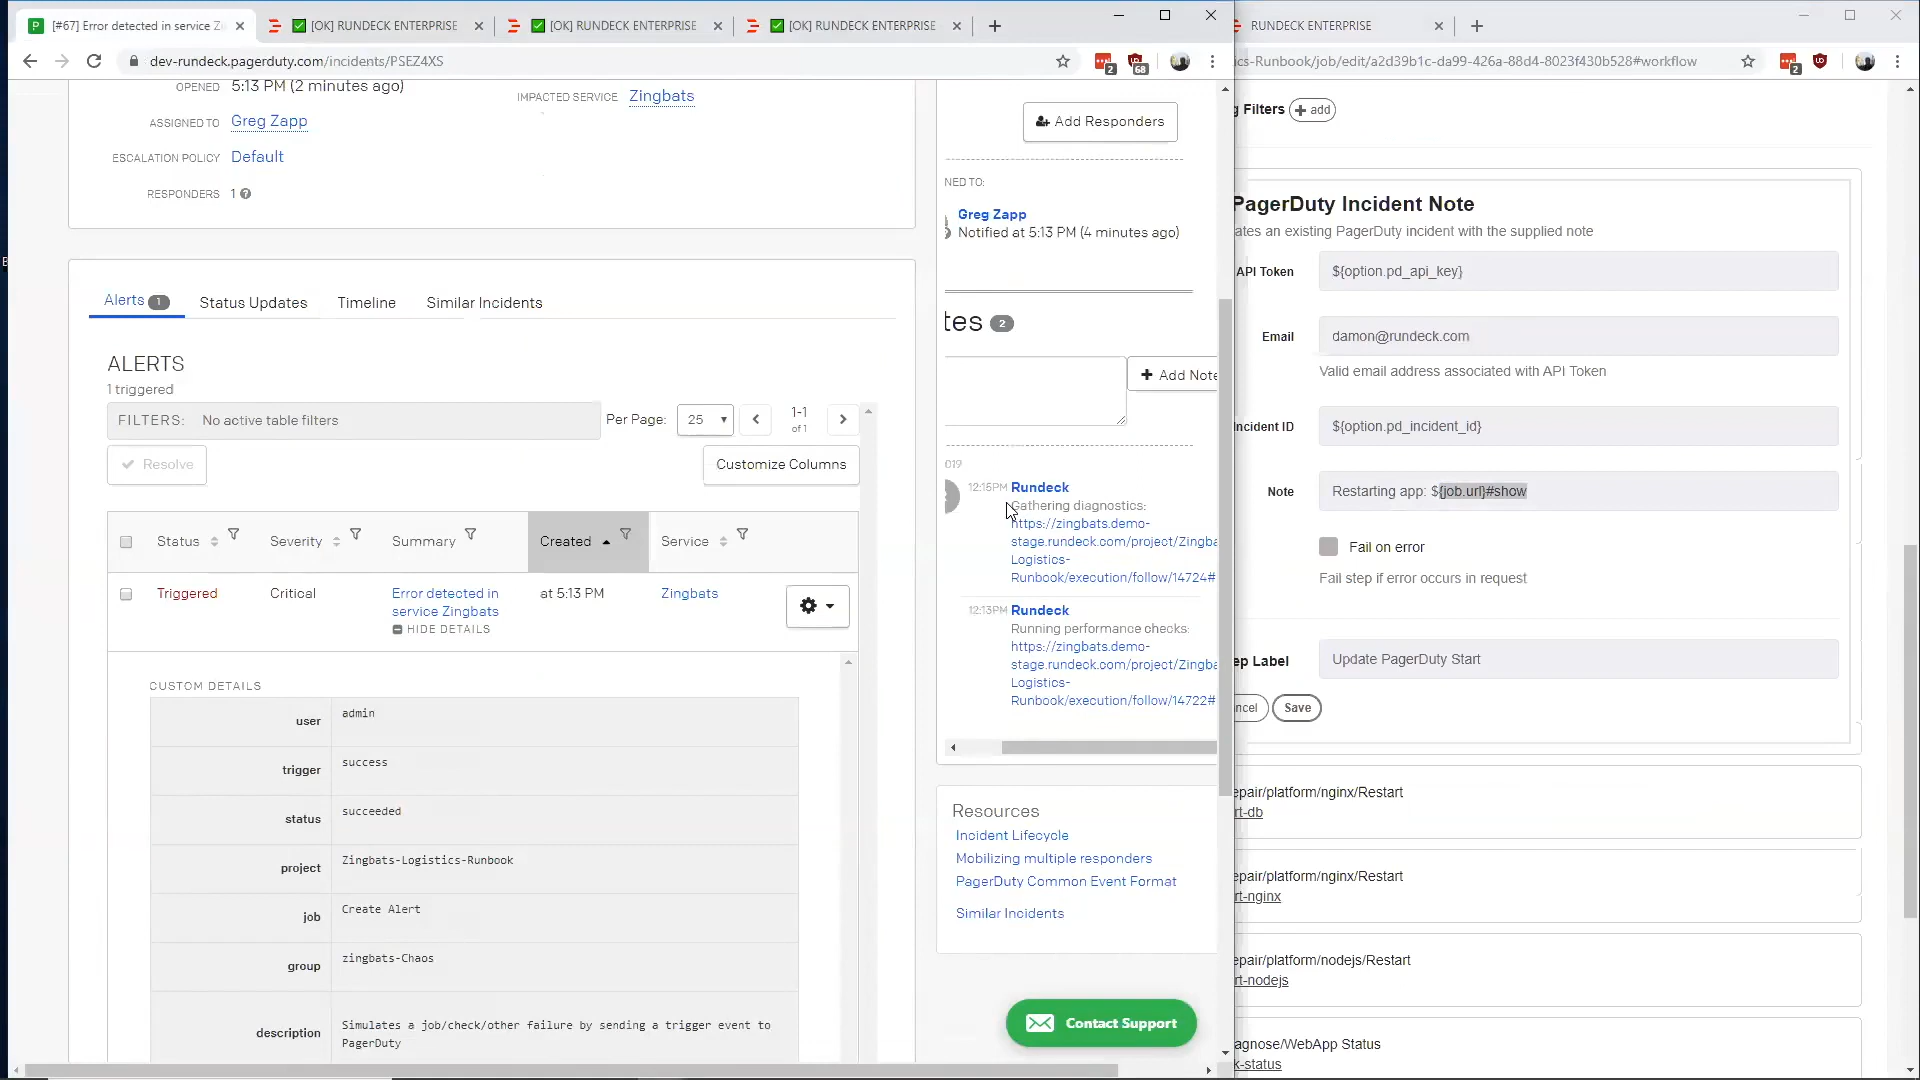 [#67] Error detected in service Zi
[OK] RUNDECK ENTERPRISE
[OK] RUNDECK ENTERPRISE
[OK] RUNDECK ENTERPRISE
dev-rundeck.pagerduty.com/incidents/PSEZ4XS
2
68
OPENED 5:13 PM (2 minutes ago)
IMPACTED SERVICE Zingbats
ASSIGNED TO Greg Zapp
ESCALATION POLICY Default
RESPONDERS 1
Alerts 1
Status Updates
Timeline
Similar Incidents
ALERTS
1 triggered
FILTERS: No active table filters
Per Page: 25
1-1
of 1
Resolve
Customize Columns
Status Severity Summary Created Service
Triggered
Critical
Error detected in
service Zingbats
HIDE DETAILS
at 5:13 PM
Zingbats
CUSTOM DETAILS
user admin
trigger success
status succeeded
project Zingbats-Logistics-Runbook
job Create Alert
group zingbats-Chaos
description Simulates a job/check/other failure by sending a trigger event to
PagerDuty
Add Responders
NED TO:
Greg Zapp
Notified at 5:13 PM (4 minutes ago)
tes 2
Add Note
019
12:15PM Rundeck
Gathering diagnostics:
https://zingbats.demo-
stage.rundeck.com/project/Zingba
Logistics-
Runbook/execution/follow/14724#
12:13PM Rundeck
Running performance checks:
https://zingbats.demo-
stage.rundeck.com/project/Zingba
Logistics-
Runbook/execution/follow/14722#
Resources
Incident Lifecycle
Mobilizing multiple responders
PagerDuty Common Event Format
Similar Incidents
Contact Support
RUNDECK ENTERPRISE
cs-Runbook/job/edit/a2d39b1c-da99-426a-88d4-8023f430b528#workflow
2
g Filters + add
PagerDuty Incident Note
ates an existing PagerDuty incident with the supplied note
API Token ${option.pd_api_key}
Email damon@rundeck.com
Valid email address associated with API Token
Incident ID ${option.pd_incident_id}
Note Restarting app: ${job.url}#show
Fail on error
Fail step if error occurs in request
ep Label Update PagerDuty Start
ncel Save
epair/platform/nginx/Restart
rt-db
epair/platform/nginx/Restart
rt-nginx
epair/platform/nodejs/Restart
rt-nodejs
agnose/WebApp Status
k-status